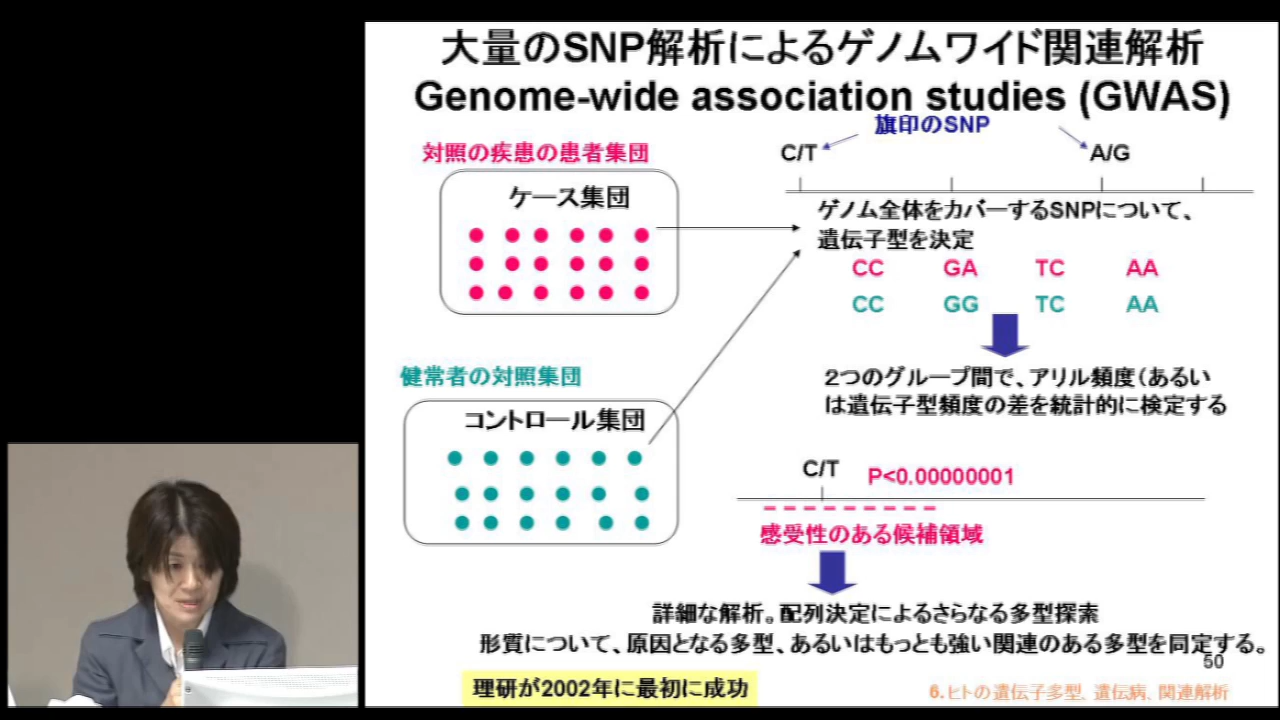 大量のSNP解析によるゲノムワイド関連解析
Genome-wide association studies (GWAS)
旗印のSNP
対照の疾患の患者集団
C/T
A/G
ケース集団
ゲノム全体をカバーするSNPについて、
遺伝子型を決定
CC GA TC AA
CC GG TC AA
健常者の対照集団
2つのグループ間で、アリル頻度(あるい
は遺伝子型頻度の差を統計的に検定する
コントロール集団
C/T
P<0.00000001
感受性のある候補領域
詳細な解析。配列決定によるさらなる多型探索
形質について、原因となる多型、あるいはもっとも強い関連のある多型を同定する。
50
理研が2002年に最初に成功
6.ヒトの遺伝子多型、遺伝病、関連解析